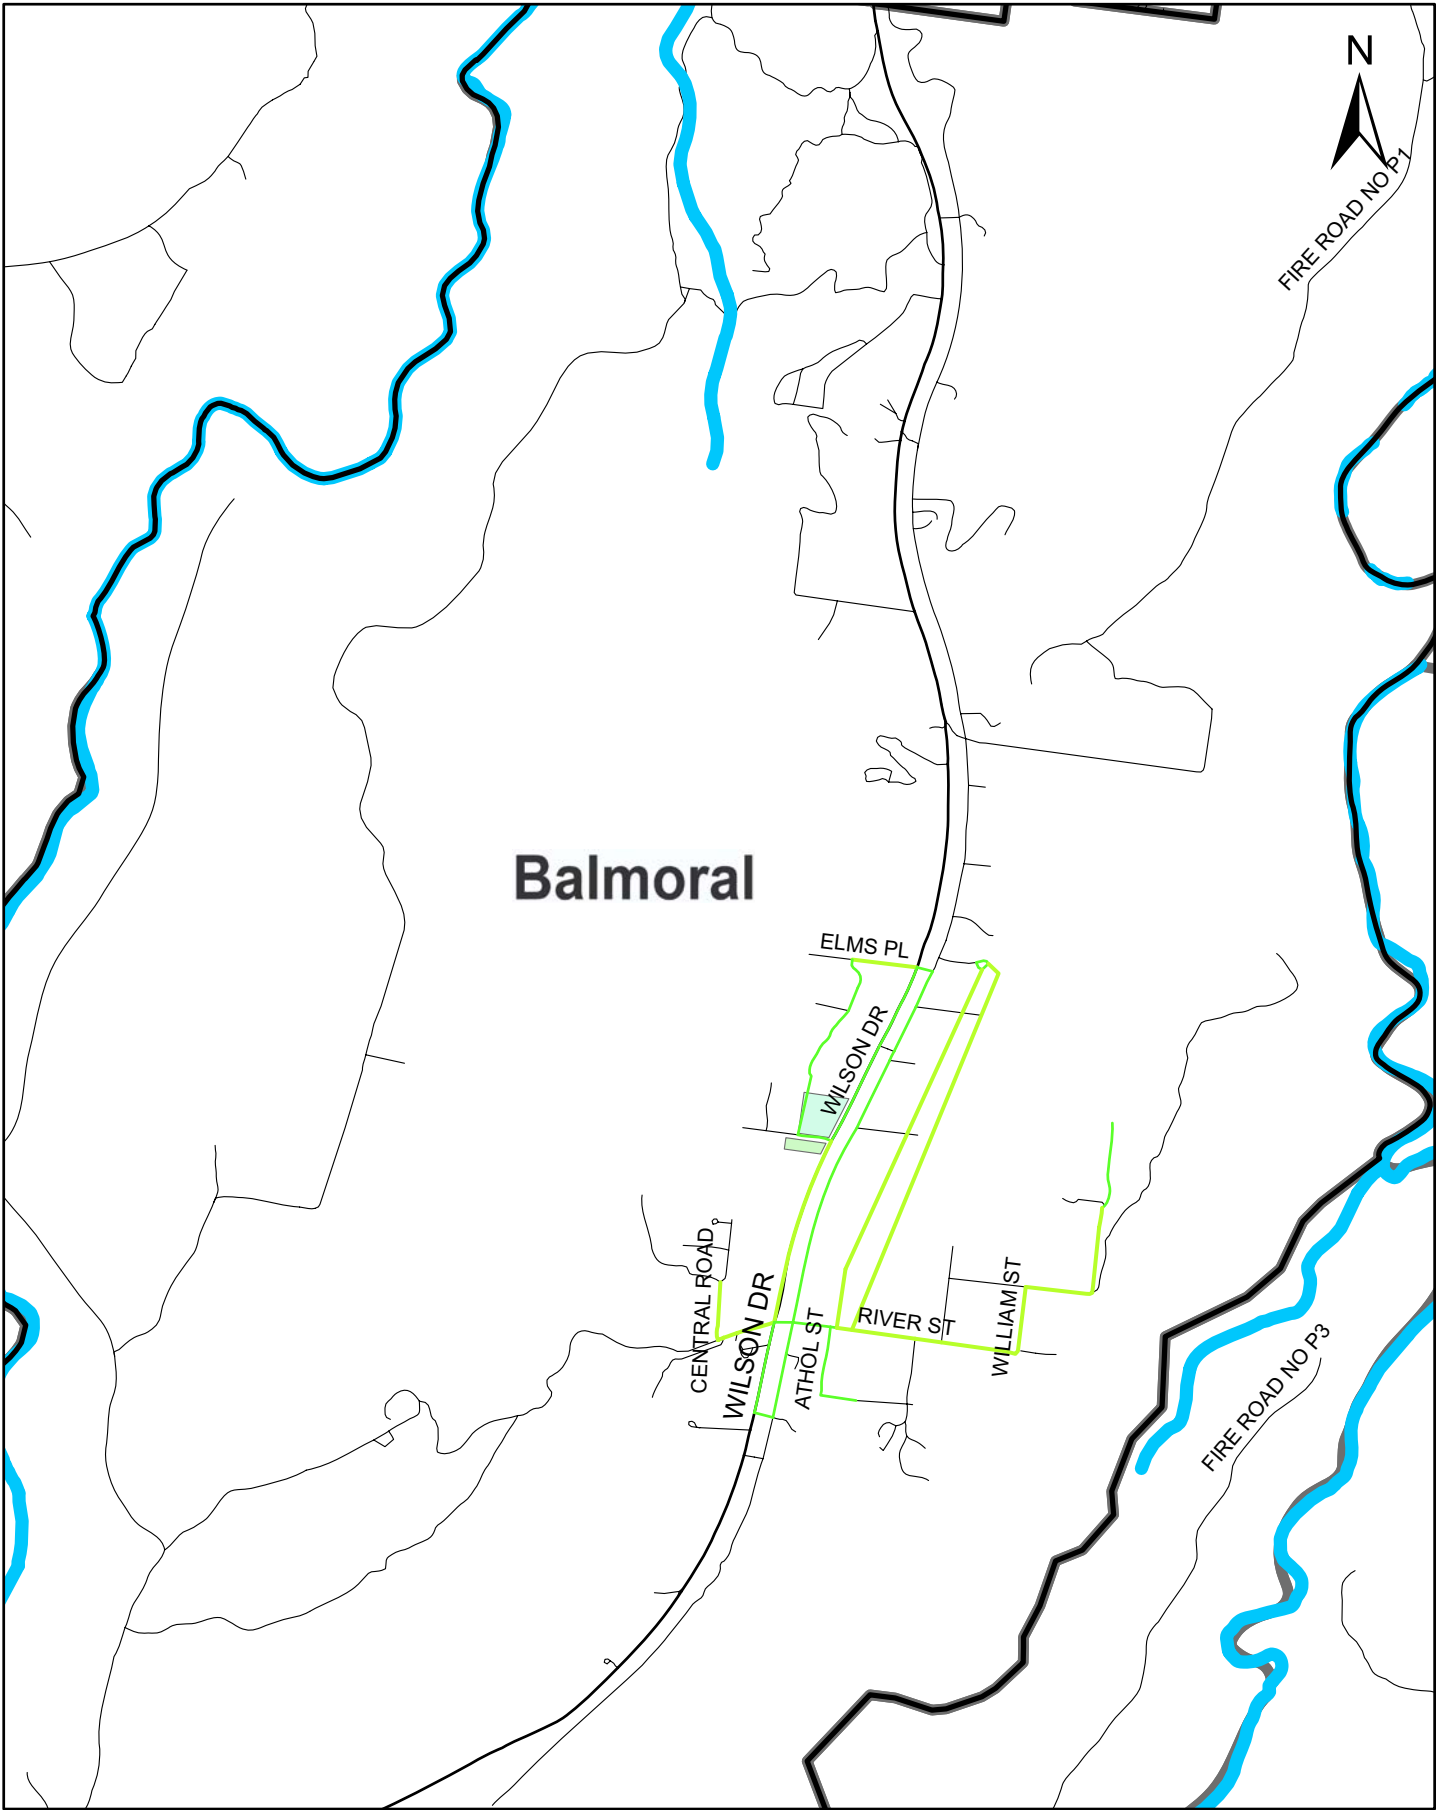 N
FIRE ROAD NO P1
Balmoral
ELMS PL
WILSON DR
CENTRAL ROAD
WILSON DR
ATHOL ST
RIVER ST
WILLIAM ST
FIRE ROAD NO P3